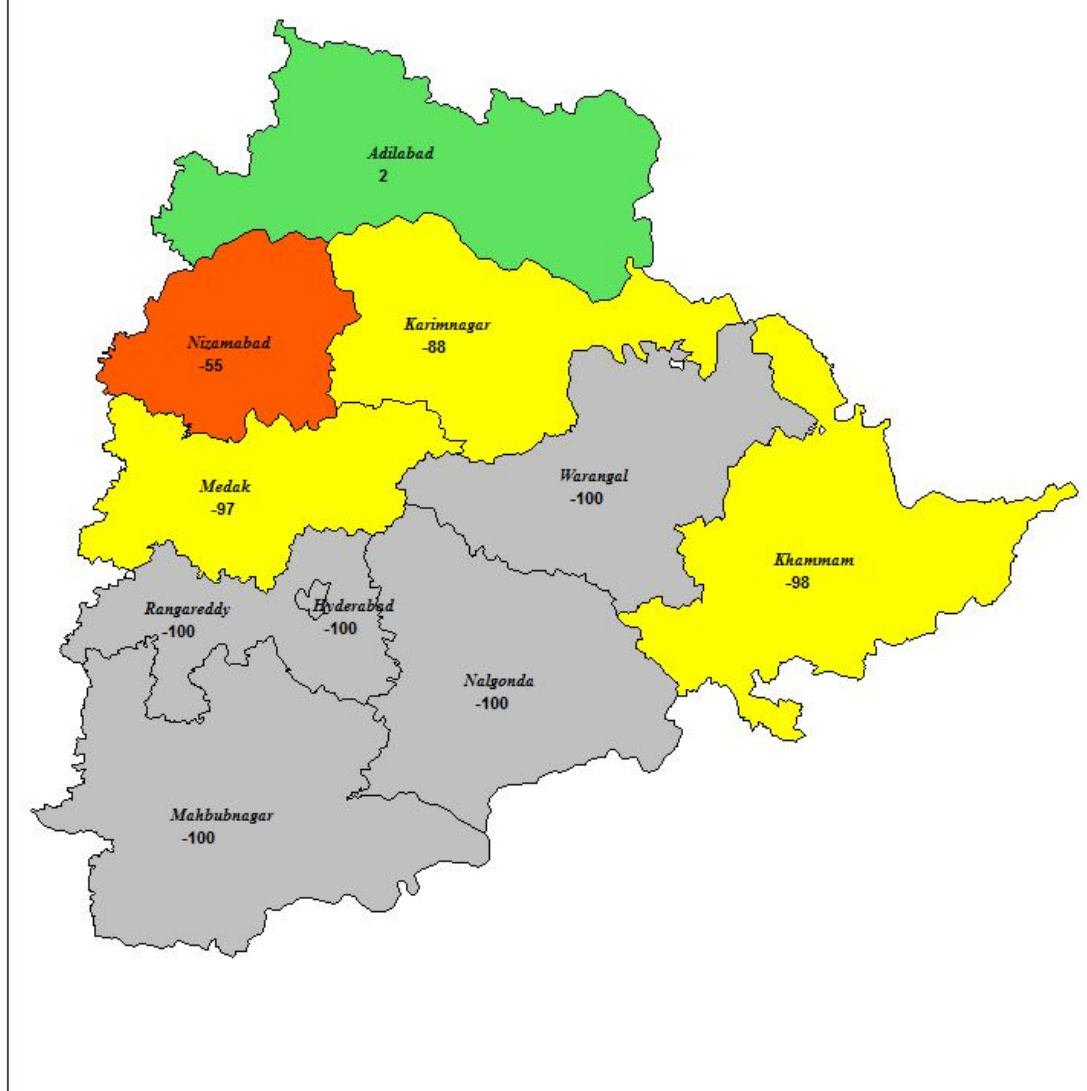 Adilabad
2
Nizamabad
-55
Karimnagar
-88
Medak
-97
Warangal
-100
Khammam
-98
Rangareddy
-100
Hyderabad
-100
Nalgonda
-100
Mahbubnagar
-100